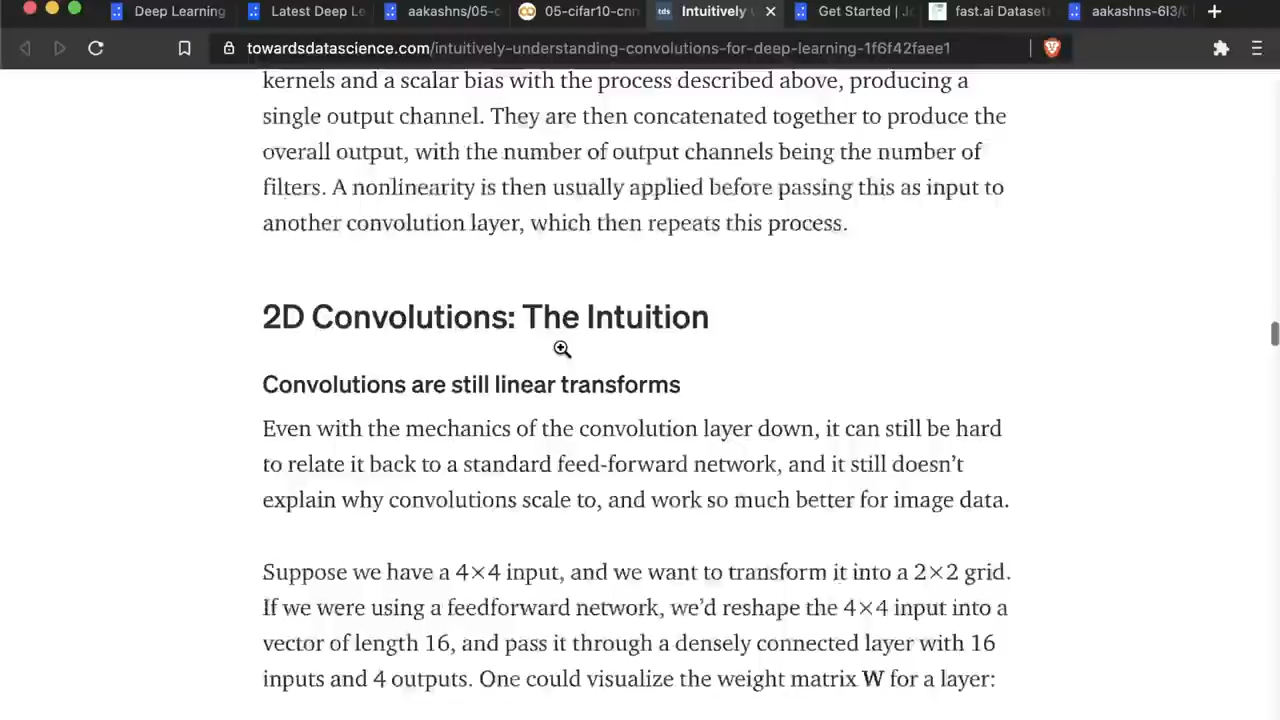 Deep Learning Latest Deep Le aakashns/05-c 05-cifar10-cnn tds Intuitively Get Started | Jo fast.ai Datasets aakashns-6l3/0
towardsdatascience.com/intuitively-understanding-convolutions-for-deep-learning-1f6f42faee1
kernels and a scalar bias with the process described above, producing a
single output channel. They are then concatenated together to produce the
overall output, with the number of output channels being the number of
filters. A nonlinearity is then usually applied before passing this as input to
another convolution layer, which then repeats this process.
2D Convolutions: The Intuition
Convolutions are still linear transforms
Even with the mechanics of the convolution layer down, it can still be hard
to relate it back to a standard feed-forward network, and it still doesn’t
explain why convolutions scale to, and work so much better for image data.
Suppose we have a 4×4 input, and we want to transform it into a 2×2 grid.
If we were using a feedforward network, we’d reshape the 4×4 input into a
vector of length 16, and pass it through a densely connected layer with 16
inputs and 4 outputs. One could visualize the weight matrix W for a layer: